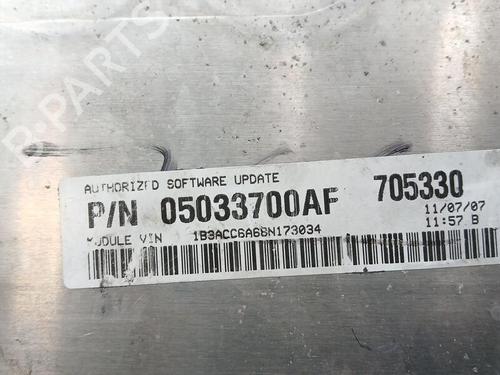 AUTHORIZED SOFTWARE UPDATE
P/N 05033700AF 705330
MODULE VIN 1B3ACC6A68N173034 11/07/07
11:57 B
B-PARTS